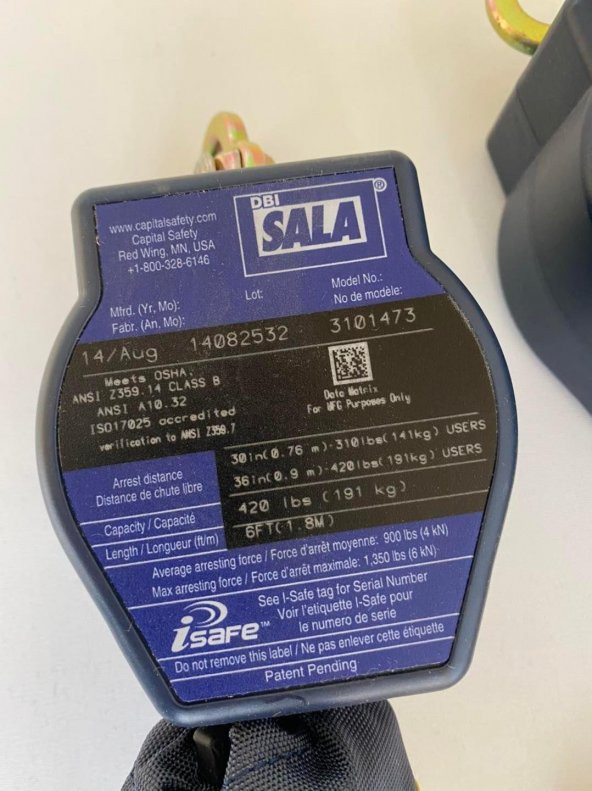 www.capitalsafety.com
Capital Safety
Red Wing, MN, USA
+1-800-328-6146
DBI
SALA®
Mfrd. (Yr, Mo):
Fabr. (An. Mo):
Lot:
Model No.:
No de modèle:
14/Aug 14082532 3101473
Meets OSHA.
ANSI Z359.14 CLASS B
ANSI A10.32
ISO17025 accredited
verification to ANSI Z359.7
Data Matrix
For MFG Purposes Only
Arrest distance
Distance de chute libre
30in(0.76 m)-310lbs(141kg) USERS
36in(0.9 m)-420lbs(191kg) USERS
Capacity / Capacité
420 lbs (191 kg)
Length / Longueur (ft/m)
6FT(1.8M)
Average arresting force / Force d'arrêt moyenne: 900 lbs (4 kN)
Max arresting force / Force d'arrêt maximale: 1,350 lbs (6 kN)
isafe™
See I-Safe tag for Serial Number
Voir l'etiquette I-Safe pour
le numero de serie
Do not remove this label / Ne pas enlever cette étiquette
Patent Pending